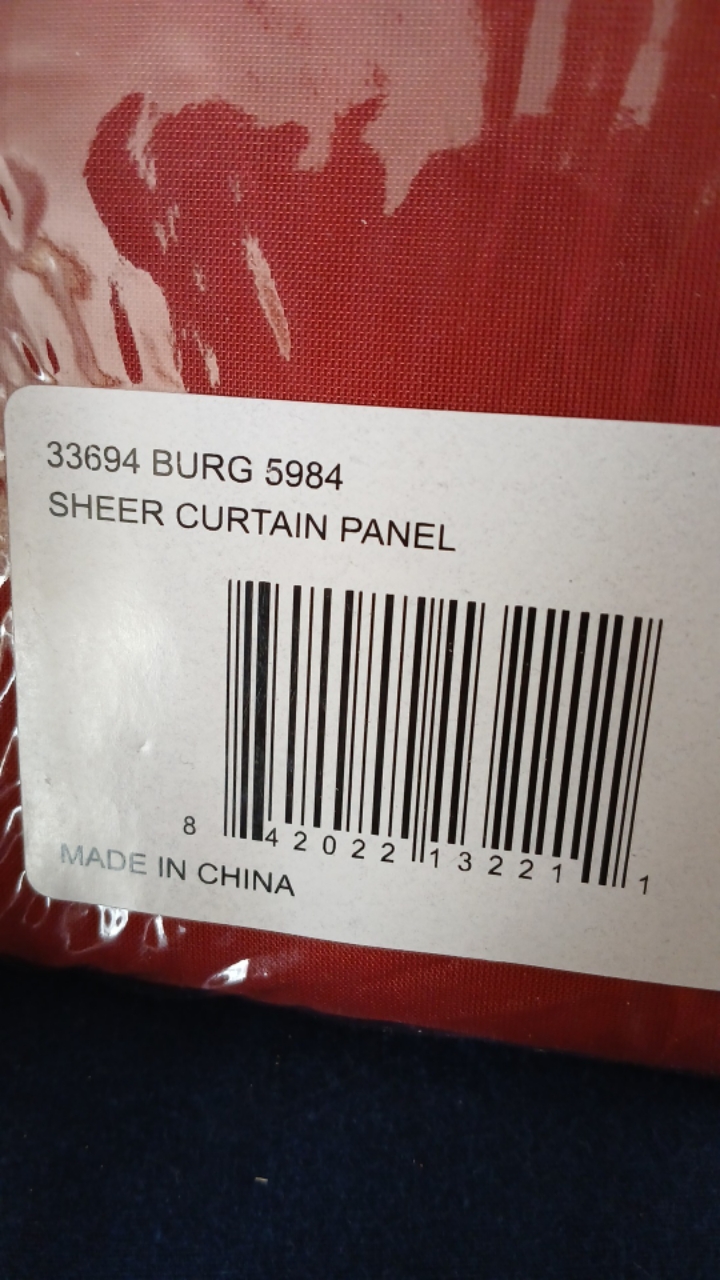 33694 BURG 5984
SHEER CURTAIN PANEL
8 42022 13221 1
MADE IN CHINA